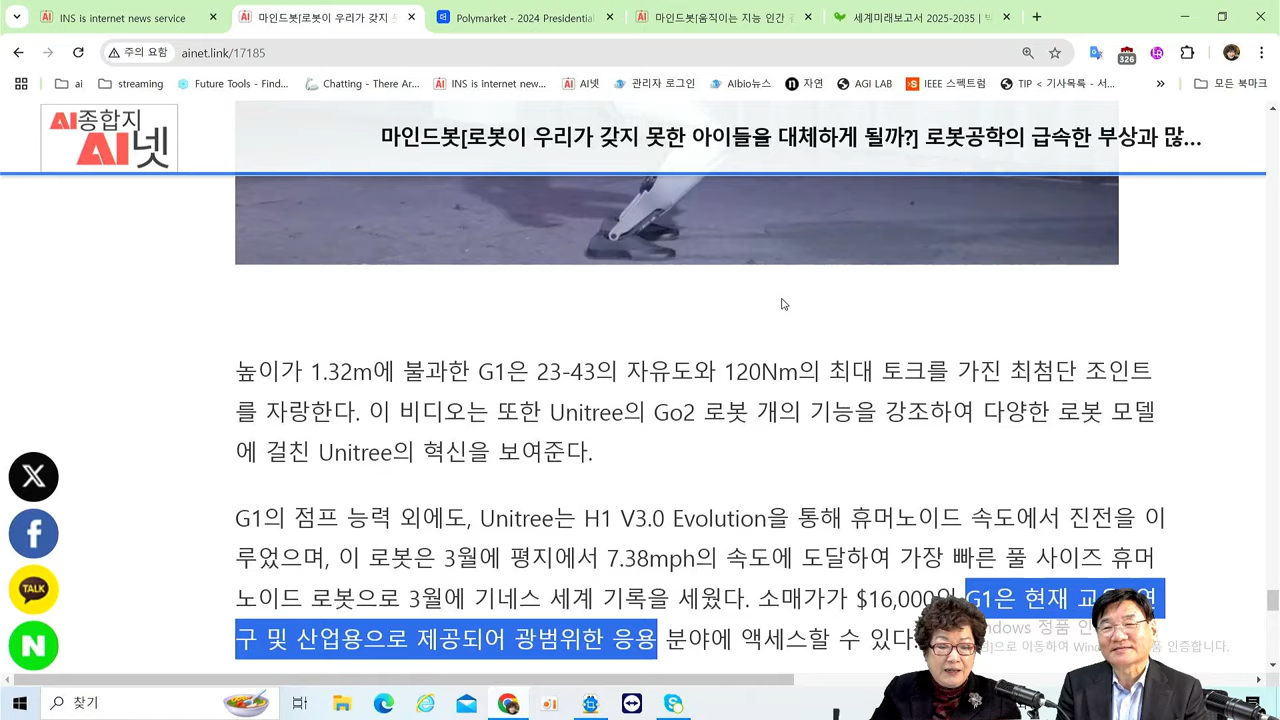 INS is internet news service
마인드봇[로봇이 우리가 갖지
Polymarket - 2024 Presidential
마인드봇[움직이는 지능 인간
세계미래보고서 2025-2035 |
주의 요함
ainet.link/17185
326
ai
streaming
Future Tools - Find...
Chatting - There Ar...
INS is internet new...
AI넷
관리자 로그인
AIbio뉴스
자연
AGI LAB
IEEE 스펙트럼
TIP < 기사목록 - 서...
모든 북마크
AI종합지
AI넷
마인드봇[로봇이 우리가 갖지 못한 아이들을 대체하게 될까?] 로봇공학의 급속한 부상과 많...
높이가 1.32m에 불과한 G1은 23-43의 자유도와 120Nm의 최대 토크를 가진 최첨단 조인트
를 자랑한다. 이 비디오는 또한 Unitree의 Go2 로봇 개의 기능을 강조하여 다양한 로봇 모델
에 걸친 Unitree의 혁신을 보여준다.
G1의 점프 능력 외에도, Unitree는 H1 V3.0 Evolution을 통해 휴머노이드 속도에서 진전을 이
루었으며, 이 로봇은 3월에 평지에서 7.38mph의 속도에 도달하여 가장 빠른 풀 사이즈 휴머
노이드 로봇으로 3월에 기네스 세계 기록을 세웠다. 소매가가 $16,000인 G1은 현재
구 및 산업용으로 제공되어 광범위한 응용 분야에 액세스할 수 있다.
TALK
N
찾기